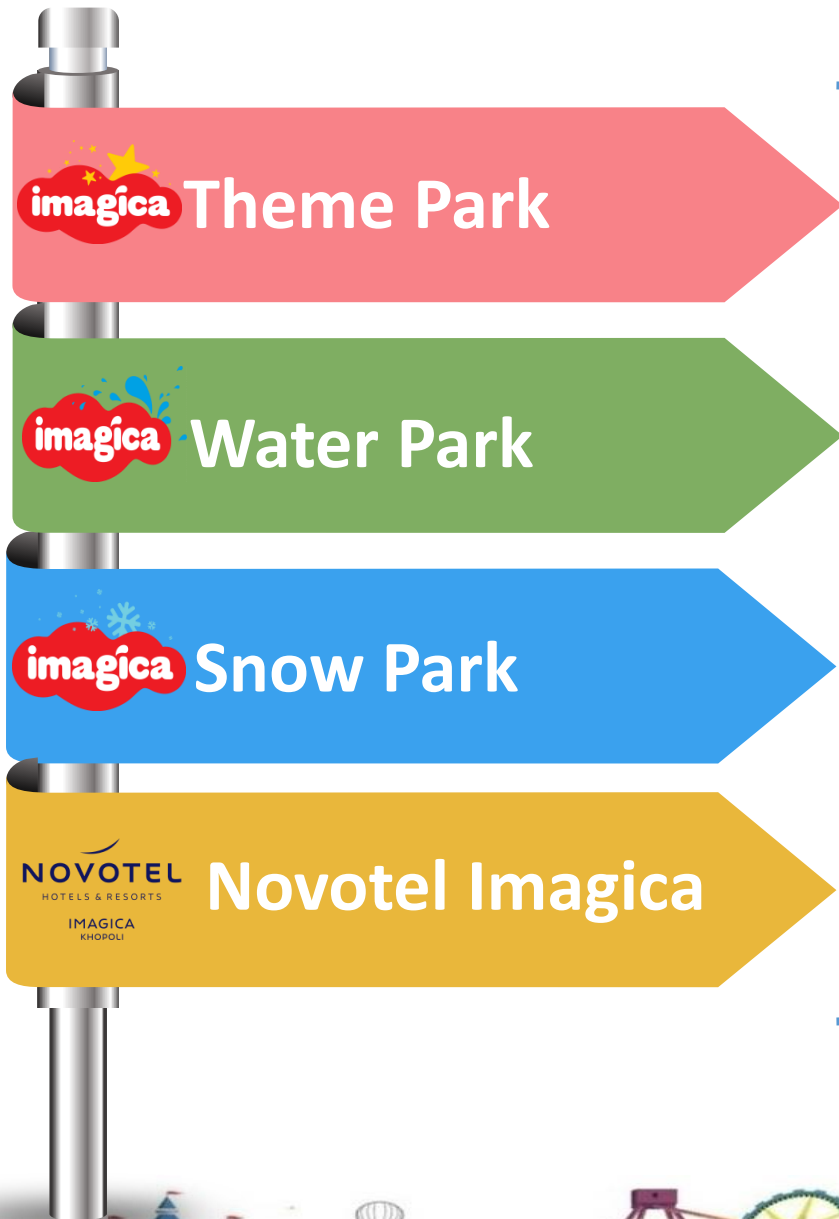 imagica Theme Park
imagica Water Park
imagica Snow Park
NOVOTEL
HOTELS & RESORTS
IMAGICA
KHOPOLI
Novotel Imagica